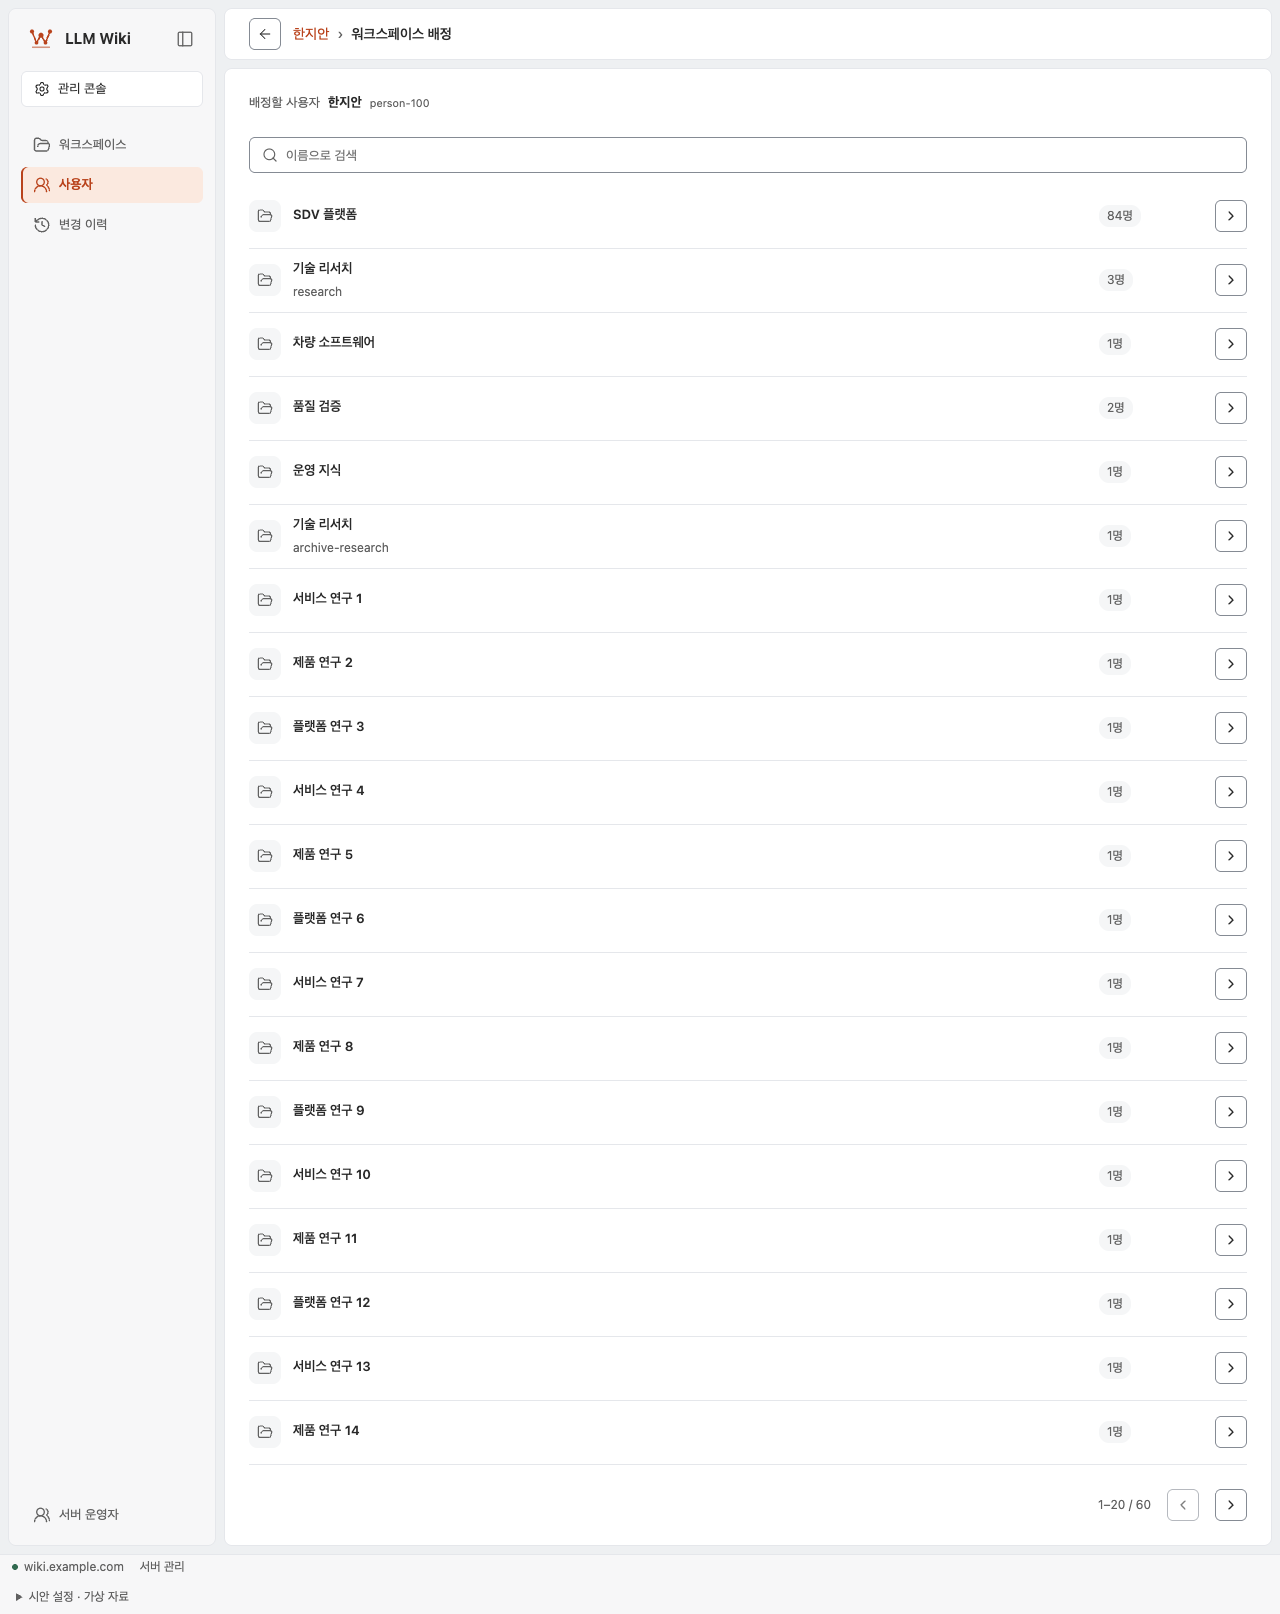 LLM Wiki
관리 콘솔
워크스페이스
사용자
변경 이력
서버 운영자
한지안 › 워크스페이스 배정
배정할 사용자 한지안 person-100
이름으로 검색
SDV 플랫폼 84명
기술 리서치
research
3명
차량 소프트웨어 1명
품질 검증 2명
운영 지식 1명
기술 리서치
archive-research
1명
서비스 연구 1 1명
제품 연구 2 1명
플랫폼 연구 3 1명
서비스 연구 4 1명
제품 연구 5 1명
플랫폼 연구 6 1명
서비스 연구 7 1명
제품 연구 8 1명
플랫폼 연구 9 1명
서비스 연구 10 1명
제품 연구 11 1명
플랫폼 연구 12 1명
서비스 연구 13 1명
제품 연구 14 1명
1–20 / 60
wiki.example.com 서버 관리
시안 설정 · 가상 자료